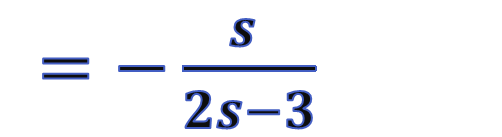 = − s / 2s−3